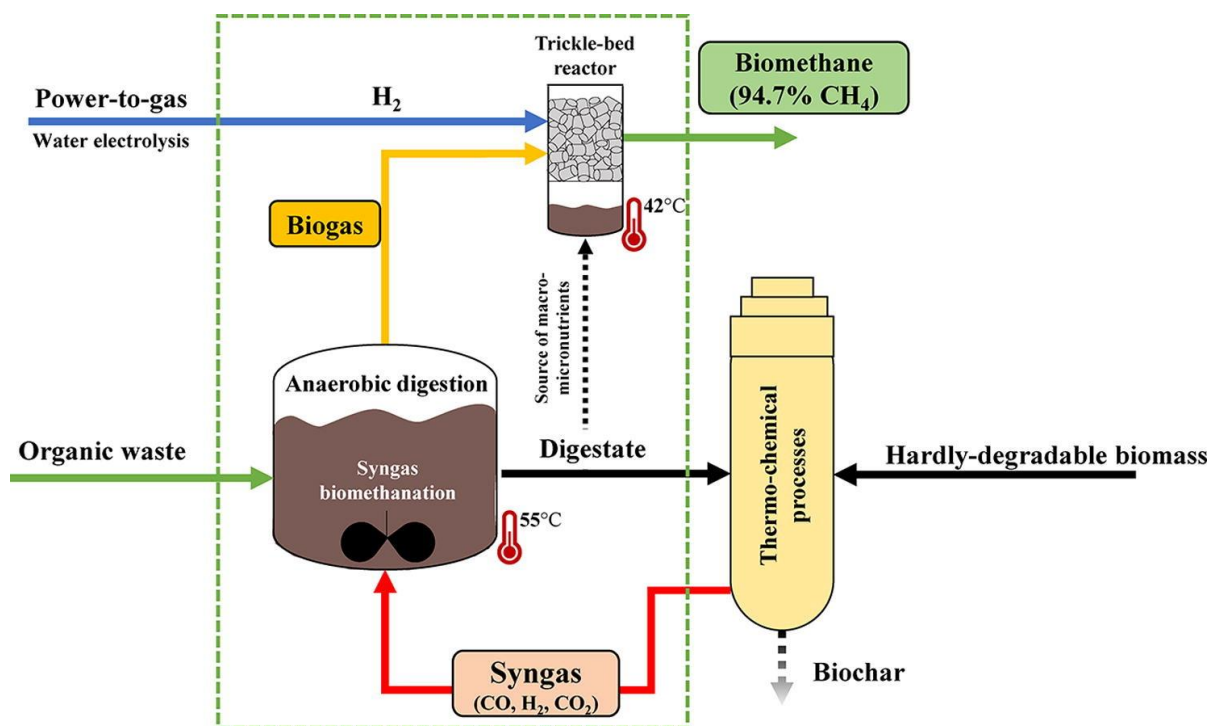 Trickle-bed
reactor
Biomethane
(94.7% CH₄)
Power-to-gas
H₂
Water electrolysis
Biogas
42°C
Source of macro-
micronutrients
Anaerobic digestion
Organic waste
Syngas
biomethanation
Digestate
Thermo-chemical
processes
Hardly-degradable biomass
55°C
Syngas
(CO, H₂, CO₂)
Biochar